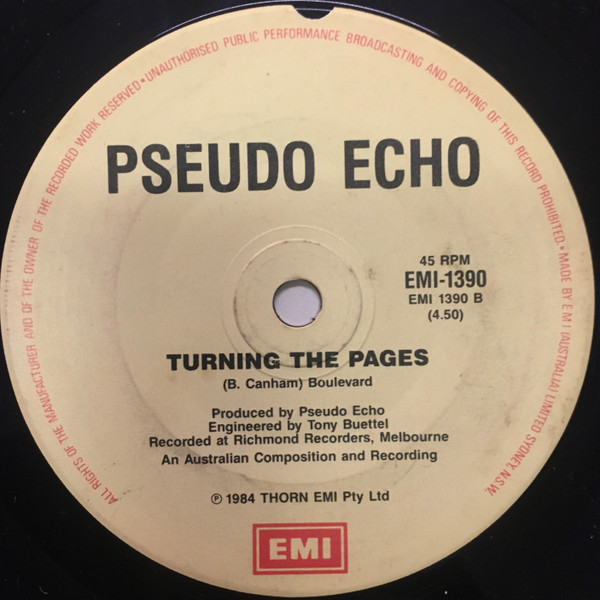 ALL RIGHTS OF THE MANUFACTURER AND OF THE OWNER OF THE RECORDED WORK RESERVED • UNAUTHORISED PUBLIC PERFORMANCE BROADCASTING AND COPYING OF THIS RECORD PROHIBITED • MADE BY EMI (AUSTRALIA) LIMITED SYDNEY, N.S.W.
PSEUDO ECHO
45 RPM
EMI-1390
EMI 1390 B
(4.50)
TURNING THE PAGES
(B. Canham) Boulevard
Produced by Pseudo Echo
Engineered by Tony Buettel
Recorded at Richmond Recorders, Melbourne
An Australian Composition and Recording
℗ 1984 THORN EMI Pty Ltd
EMI